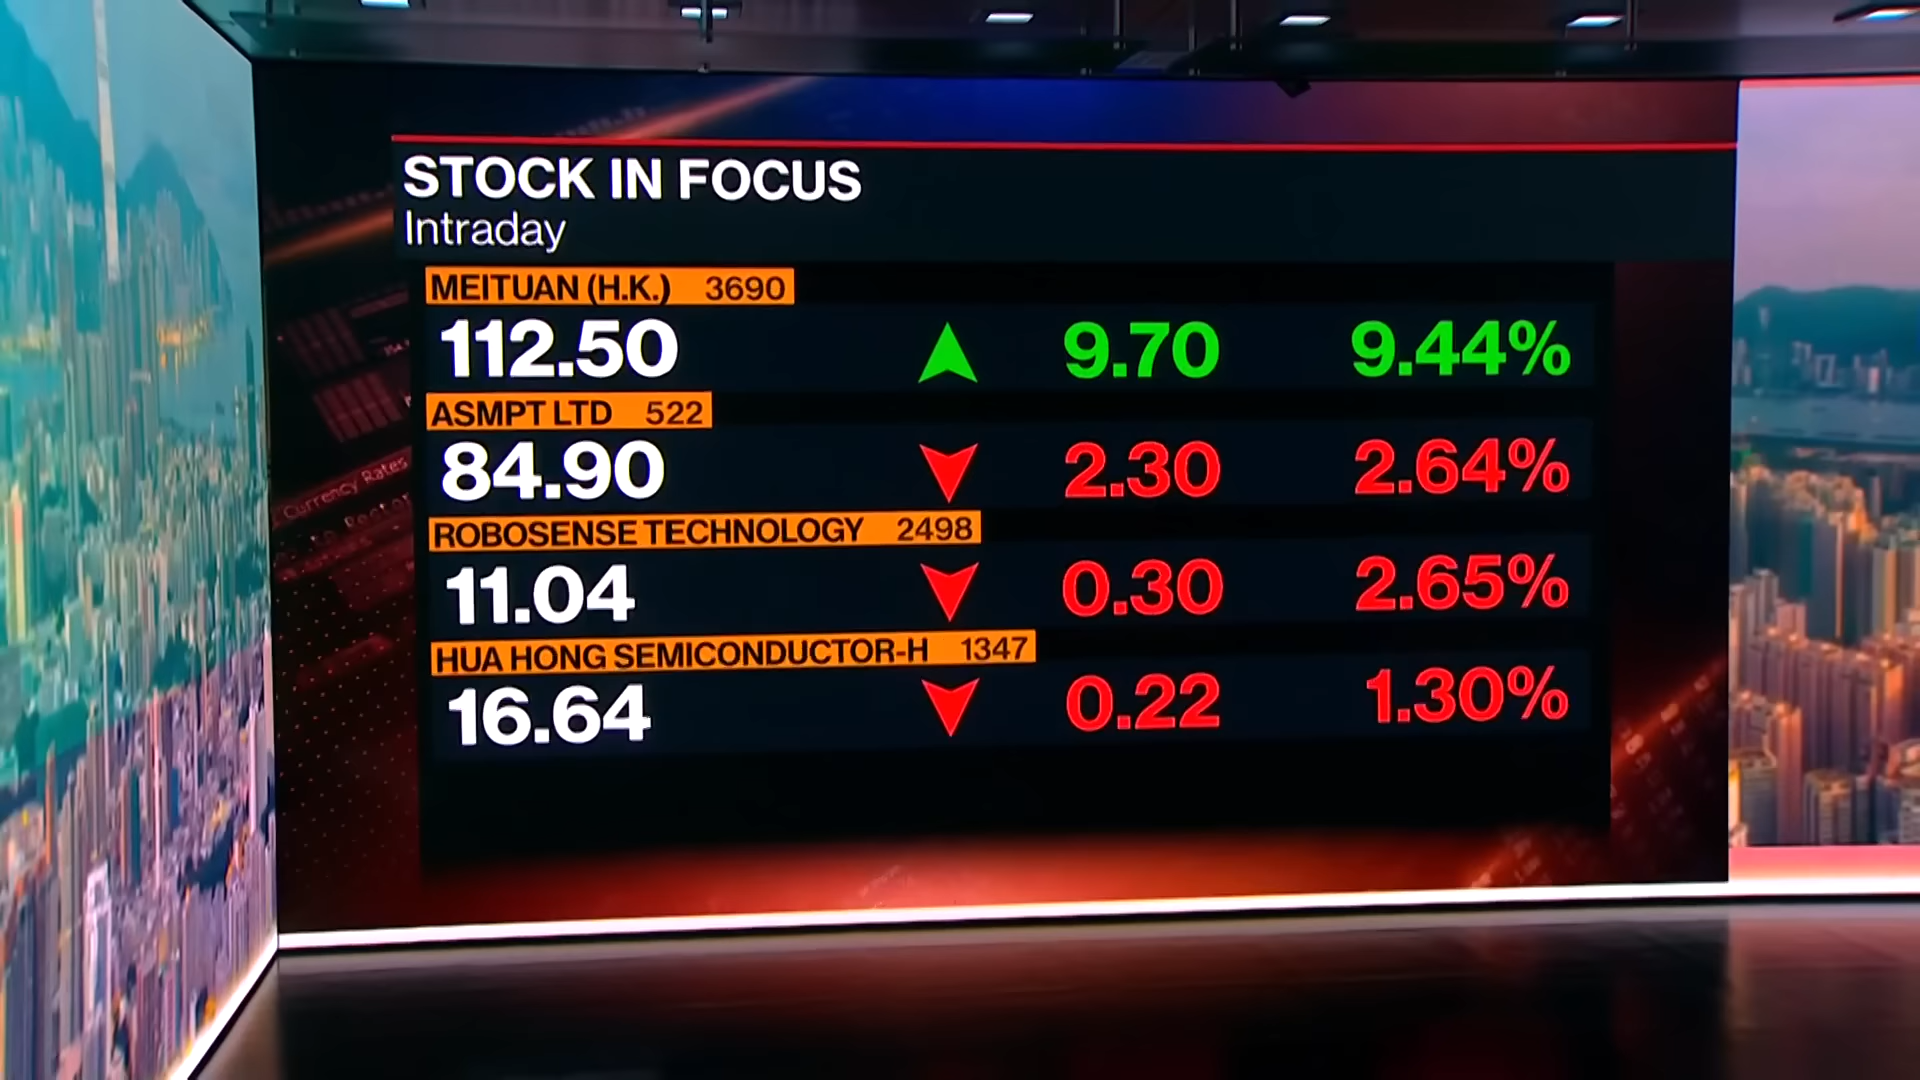 STOCK IN FOCUS
Intraday
MEITUAN (H.K.) 3690
112.50 ▲ 9.70 9.44%
ASMPT LTD 522
84.90 ▼ 2.30 2.64%
ROBOSENSE TECHNOLOGY 2498
11.04 ▼ 0.30 2.65%
HUA HONG SEMICONDUCTOR-H 1347
16.64 ▼ 0.22 1.30%
Currency Rates